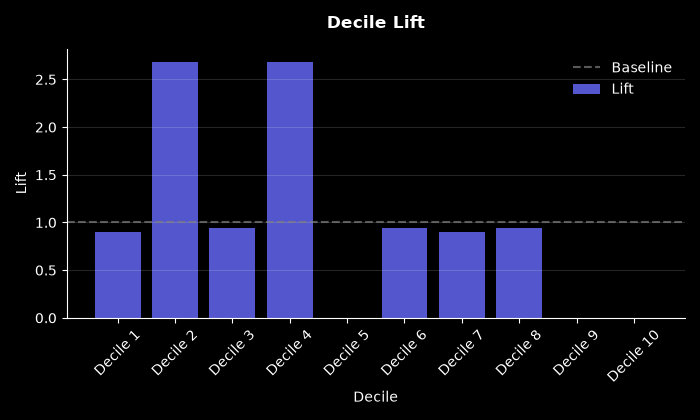 Decile Lift
Lift
2.5
2.0
1.5
1.0
0.5
0.0
Baseline
Lift
Decile 1
Decile 2
Decile 3
Decile 4
Decile 5
Decile 6
Decile 7
Decile 8
Decile 9
Decile 10
Decile